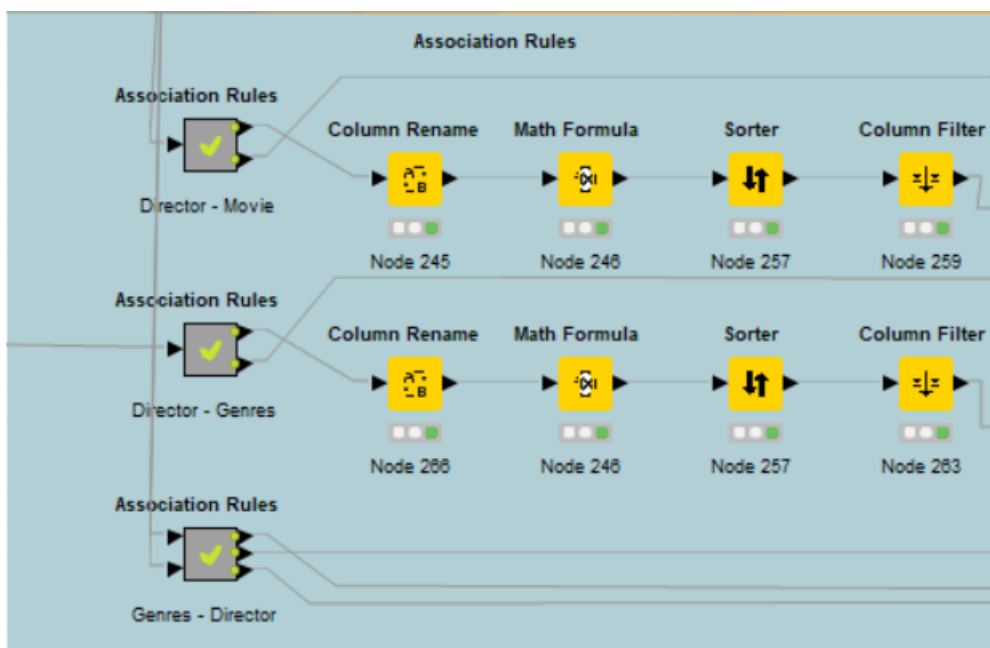 Association Rules
Association Rules
Column Rename Math Formula Sorter Column Filter
Director - Movie
Node 245 Node 246 Node 257 Node 259
Association Rules
Column Rename Math Formula Sorter Column Filter
Director - Genres
Node 266 Node 246 Node 257 Node 263
Association Rules
Genres - Director